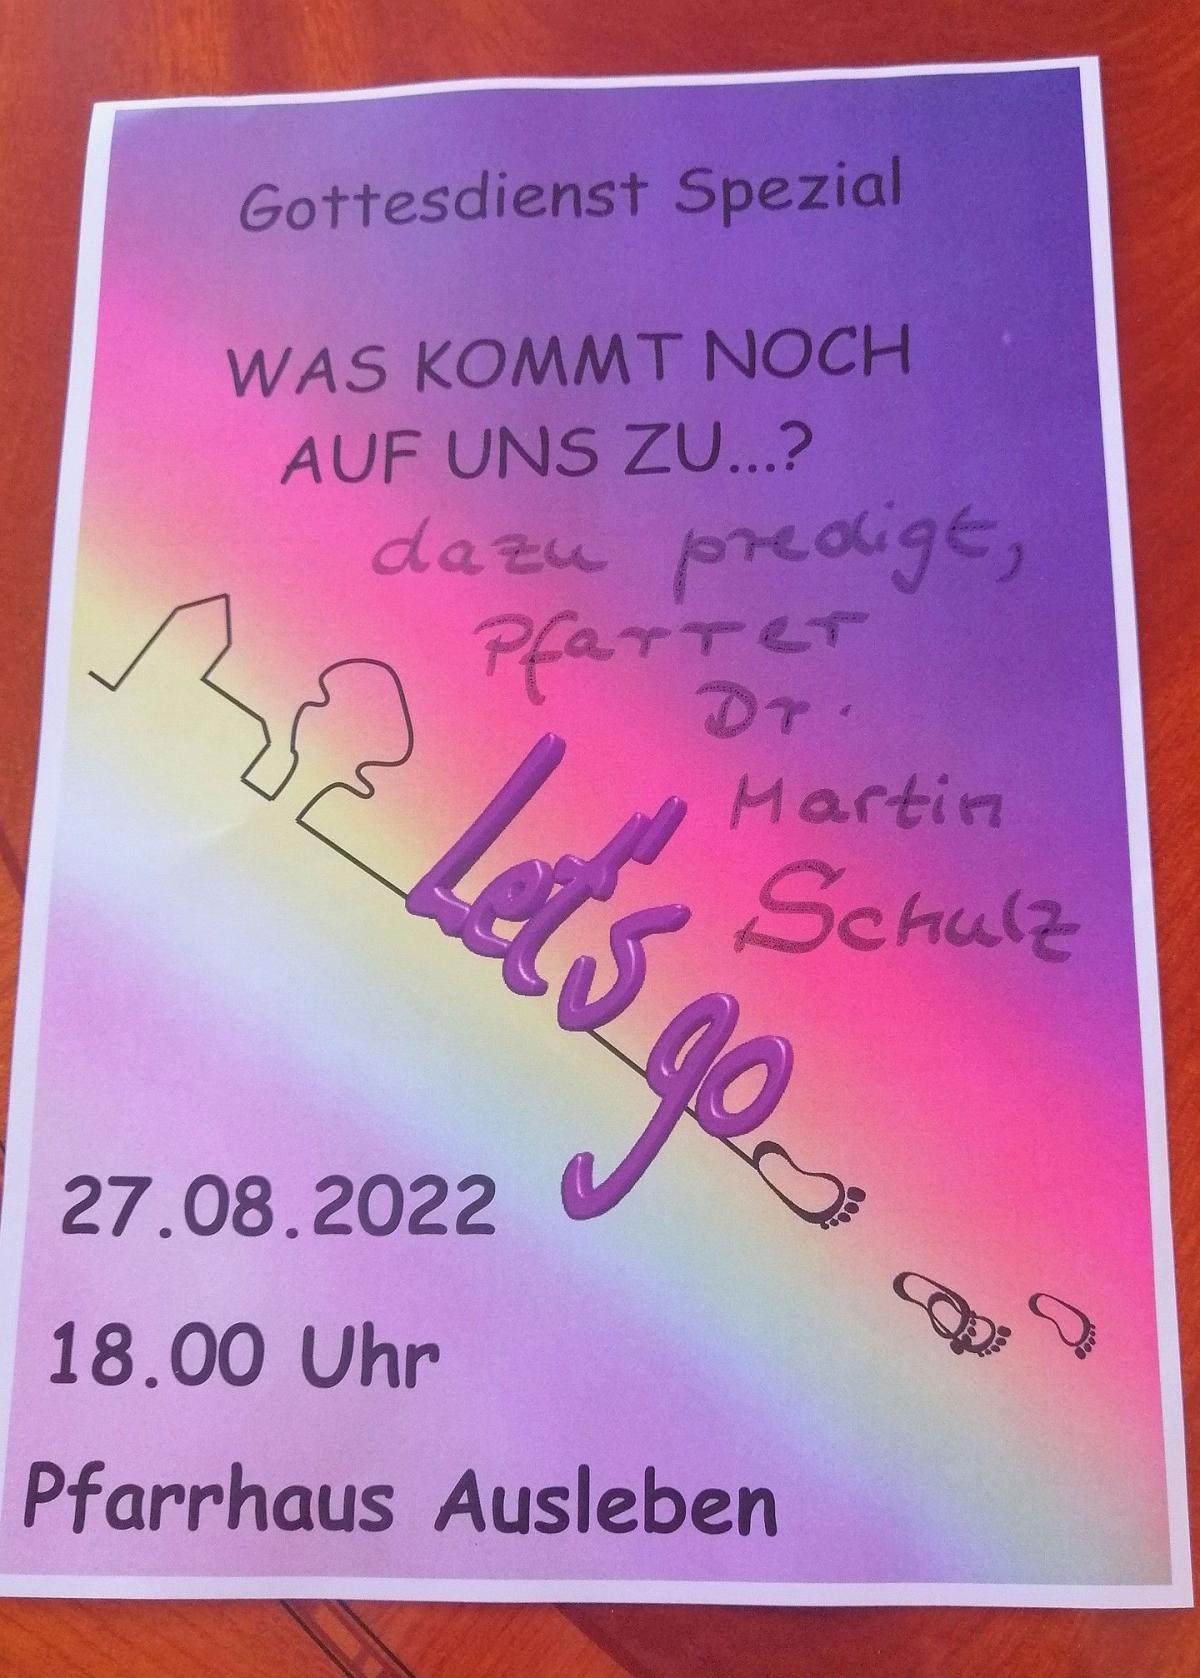 Gottesdienst Spezial
WAS KOMMT NOCH
AUF UNS ZU...?
dazu predigt,
Pfarrer
Dr.
Martin
Schulz
Let's
go
27.08.2022
18.00 Uhr
Pfarrhaus Ausleben